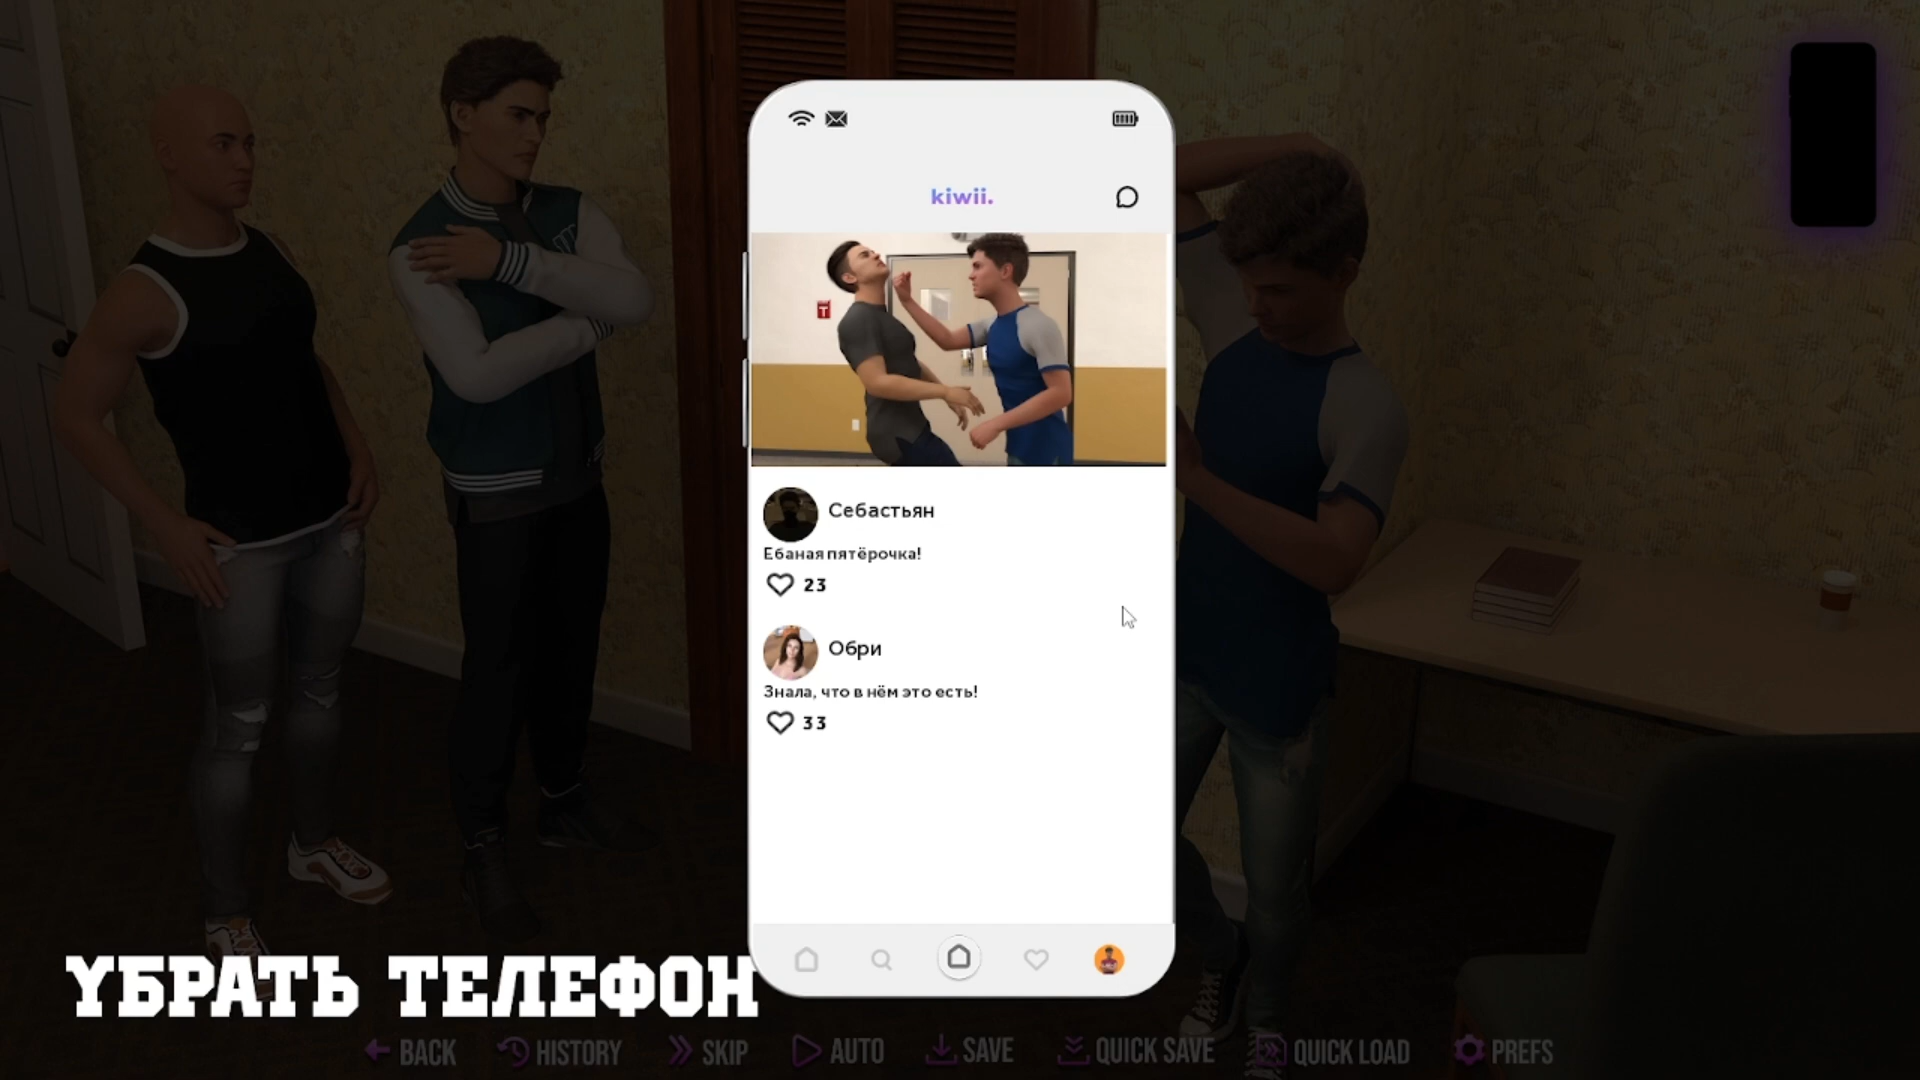 kiwii.
T
Себастьян
Ебаная пятёрочка!
23
Обри
Знала, что в нём это есть!
33
УБРАТЬ ТЕЛЕФОН
BACK
HISTORY
SKIP
AUTO
SAVE
QUICK SAVE
QUICK LOAD
PREFS